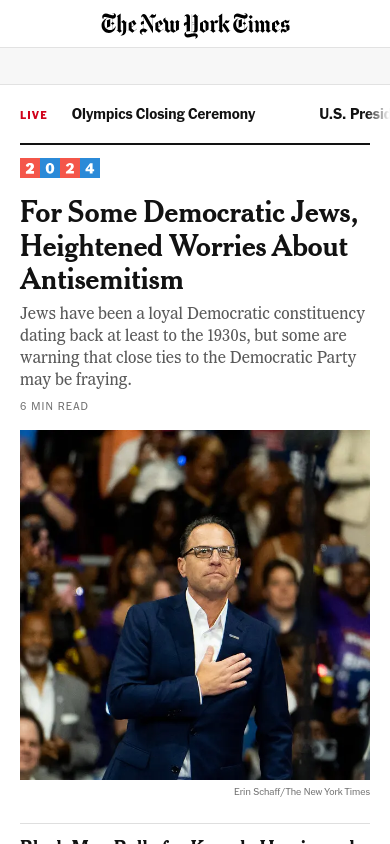 The New York Times
LIVE Olympics Closing Ceremony U.S. Presic
2024
For Some Democratic Jews,
Heightened Worries About
Antisemitism
Jews have been a loyal Democratic constituency
dating back at least to the 1930s, but some are
warning that close ties to the Democratic Party
may be fraying.
6 MIN READ
Erin Schaff/The New York Times